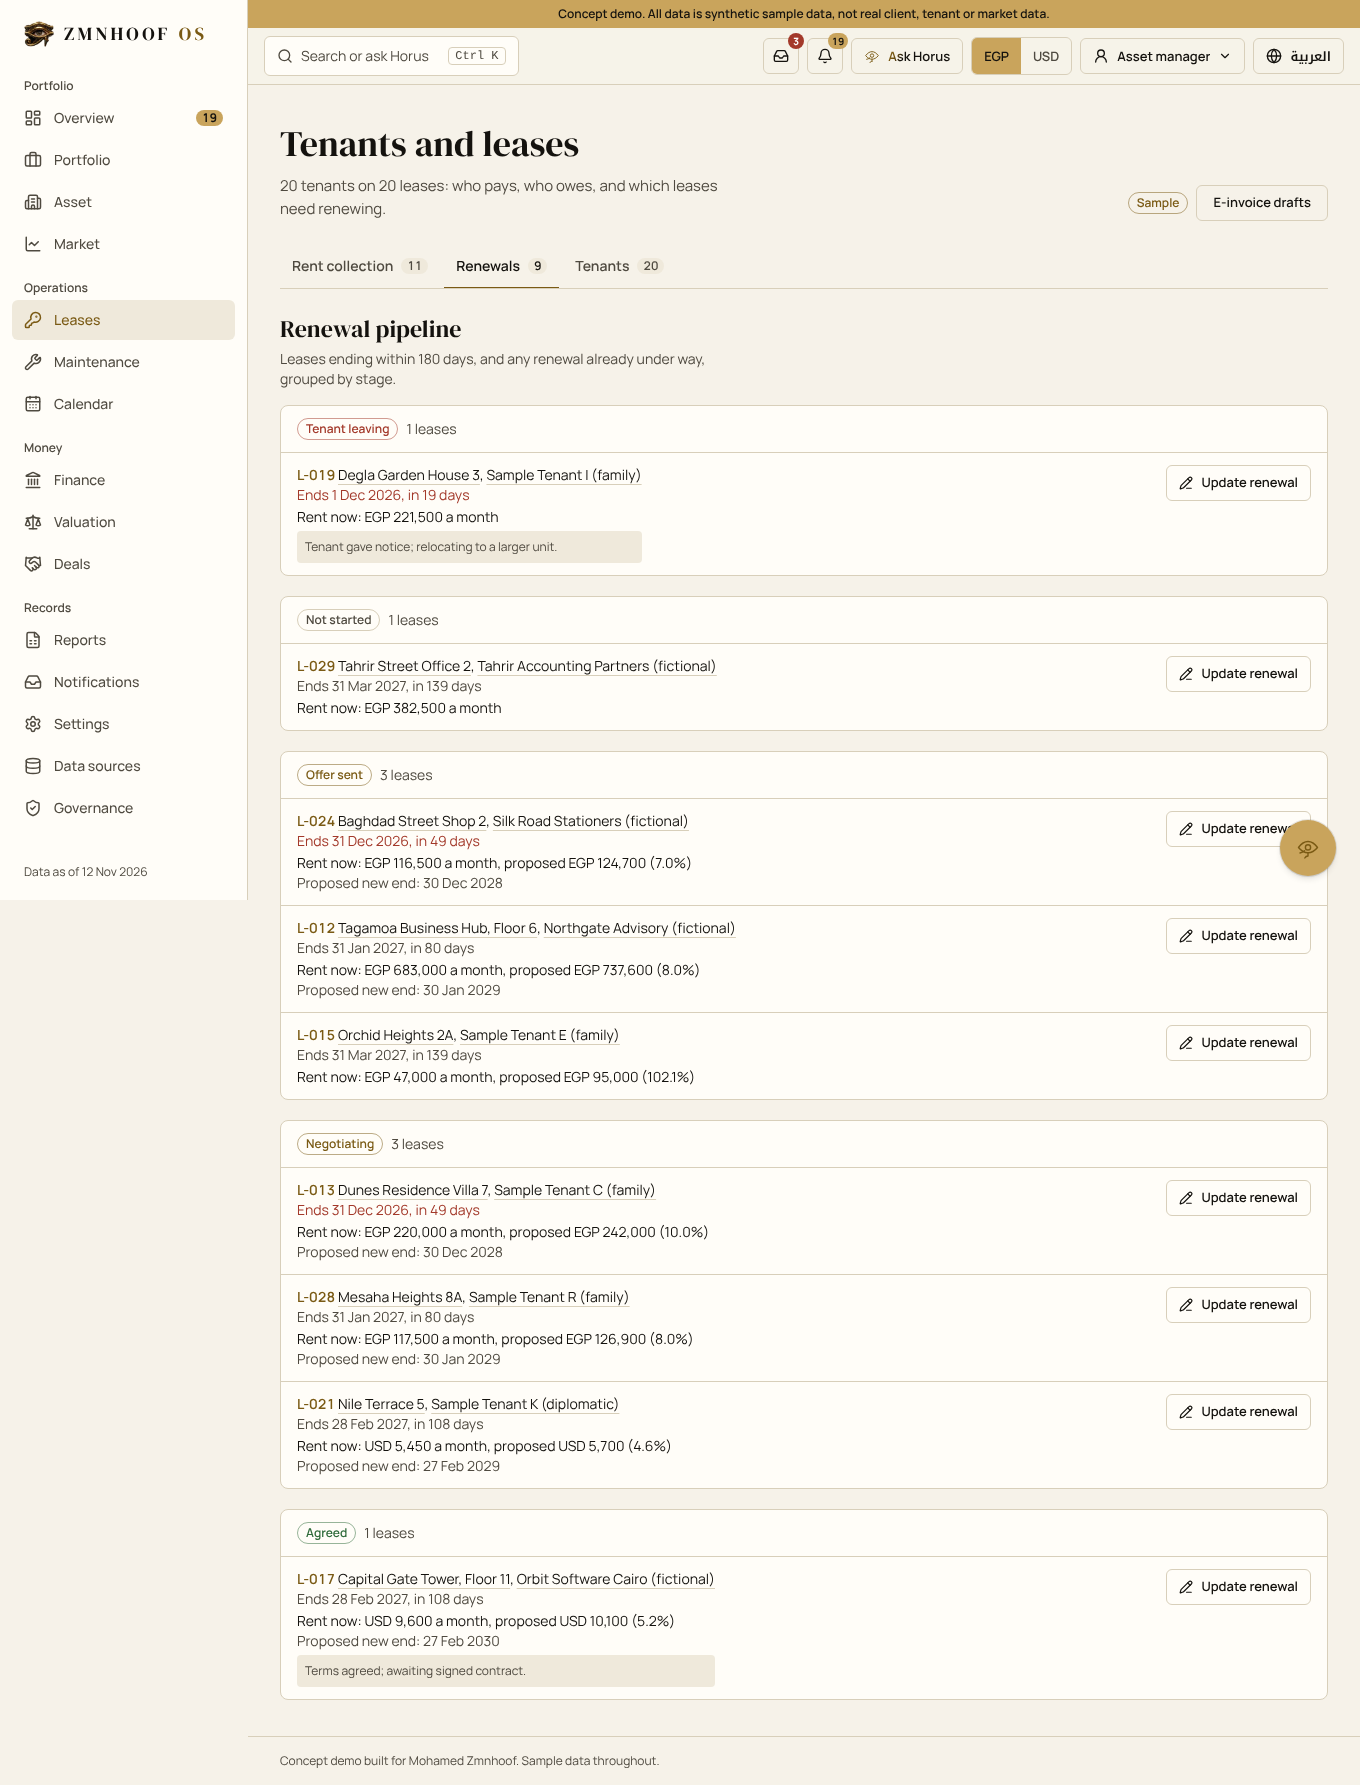 ZMNHOOF OS
Portfolio
Overview 19
Portfolio
Asset
Market
Operations
Leases
Maintenance
Calendar
Money
Finance
Valuation
Deals
Records
Reports
Notifications
Settings
Data sources
Governance
Data as of 12 Nov 2026
Concept demo. All data is synthetic sample data, not real client, tenant or market data.
Search or ask Horus Ctrl K
3 19 Ask Horus EGP USD Asset manager العربية
Tenants and leases
20 tenants on 20 leases: who pays, who owes, and which leases
need renewing.
Sample E-invoice drafts
Rent collection 11 Renewals 9 Tenants 20
Renewal pipeline
Leases ending within 180 days, and any renewal already under way,
grouped by stage.
Tenant leaving 1 leases
L-019 Degla Garden House 3, Sample Tenant I (family) Update renewal
Ends 1 Dec 2026, in 19 days
Rent now: EGP 221,500 a month
Tenant gave notice; relocating to a larger unit.
Not started 1 leases
L-029 Tahrir Street Office 2, Tahrir Accounting Partners (fictional) Update renewal
Ends 31 Mar 2027, in 139 days
Rent now: EGP 382,500 a month
Offer sent 3 leases
L-024 Baghdad Street Shop 2, Silk Road Stationers (fictional) Update renewa
Ends 31 Dec 2026, in 49 days
Rent now: EGP 116,500 a month, proposed EGP 124,700 (7.0%)
Proposed new end: 30 Dec 2028
L-012 Tagamoa Business Hub, Floor 6, Northgate Advisory (fictional) Update renewal
Ends 31 Jan 2027, in 80 days
Rent now: EGP 683,000 a month, proposed EGP 737,600 (8.0%)
Proposed new end: 30 Jan 2029
L-015 Orchid Heights 2A, Sample Tenant E (family) Update renewal
Ends 31 Mar 2027, in 139 days
Rent now: EGP 47,000 a month, proposed EGP 95,000 (102.1%)
Negotiating 3 leases
L-013 Dunes Residence Villa 7, Sample Tenant C (family) Update renewal
Ends 31 Dec 2026, in 49 days
Rent now: EGP 220,000 a month, proposed EGP 242,000 (10.0%)
Proposed new end: 30 Dec 2028
L-028 Mesaha Heights 8A, Sample Tenant R (family) Update renewal
Ends 31 Jan 2027, in 80 days
Rent now: EGP 117,500 a month, proposed EGP 126,900 (8.0%)
Proposed new end: 30 Jan 2029
L-021 Nile Terrace 5, Sample Tenant K (diplomatic) Update renewal
Ends 28 Feb 2027, in 108 days
Rent now: USD 5,450 a month, proposed USD 5,700 (4.6%)
Proposed new end: 27 Feb 2029
Agreed 1 leases
L-017 Capital Gate Tower, Floor 11, Orbit Software Cairo (fictional) Update renewal
Ends 28 Feb 2027, in 108 days
Rent now: USD 9,600 a month, proposed USD 10,100 (5.2%)
Proposed new end: 27 Feb 2030
Terms agreed; awaiting signed contract.
Concept demo built for Mohamed Zmnhoof. Sample data throughout.